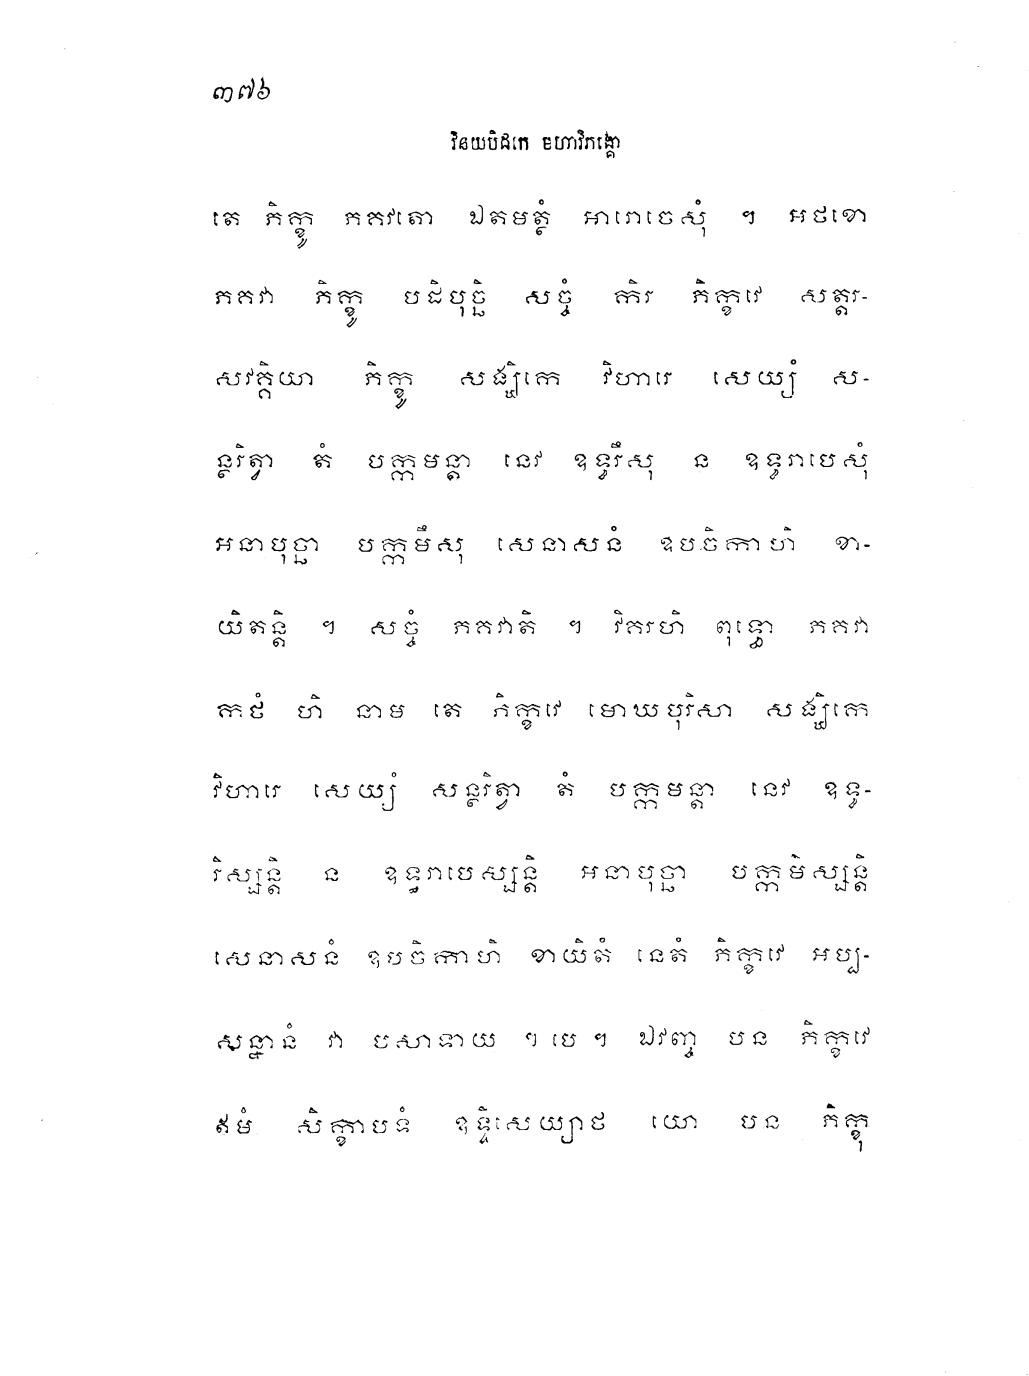 ៣៧៦
វិនយបិដកេ មហាវិភង្គោ
តេ ភិក្ខូ ភគវតោ ឯតមត្ថំ អារោចេសុំ ។ អថខោ
ភគវា ភិក្ខូ បដិបុច្ឆិ សច្ចំ កិរ ភិក្ខវេ សត្តរ-
សវគ្គិយា ភិក្ខូ សង្ឃិកេ វិហារេ សេយ្យំ ស-
ន្ថរិត្វា តំ បក្កមន្តា នេវ ឧទ្ធរឹសុ ន ឧទ្ធរាបេសុំ
អនាបុច្ឆា បក្កមឹសុ សេនាសនំ ឧបចិកាហិ ខា-
យិតន្តិ ។ សច្ចំ ភគវាតិ ។ វិគរហិ ពុទ្ធោ ភគវា
កថំ ហិ នាម តេ ភិក្ខវេ មោឃបុរិសា សង្ឃិកេ
វិហារេ សេយ្យំ សន្ថរិត្វា តំ បក្កមន្តា នេវ ឧទ្ធ-
រិស្សន្តិ ន ឧទ្ធរាបេស្សន្តិ អនាបុច្ឆា បក្កមិស្សន្តិ
សេនាសនំ ឧបចិកាហិ ខាយិតំ នេតំ ភិក្ខវេ អប្ប-
សន្នានំ វា បសាទាយ ។ បេ ។ ឯវញ្ច បន ភិក្ខវេ
ឥមំ សិក្ខាបទំ ឧទ្ទិសេយ្យាថ យោ បន ភិក្ខុ